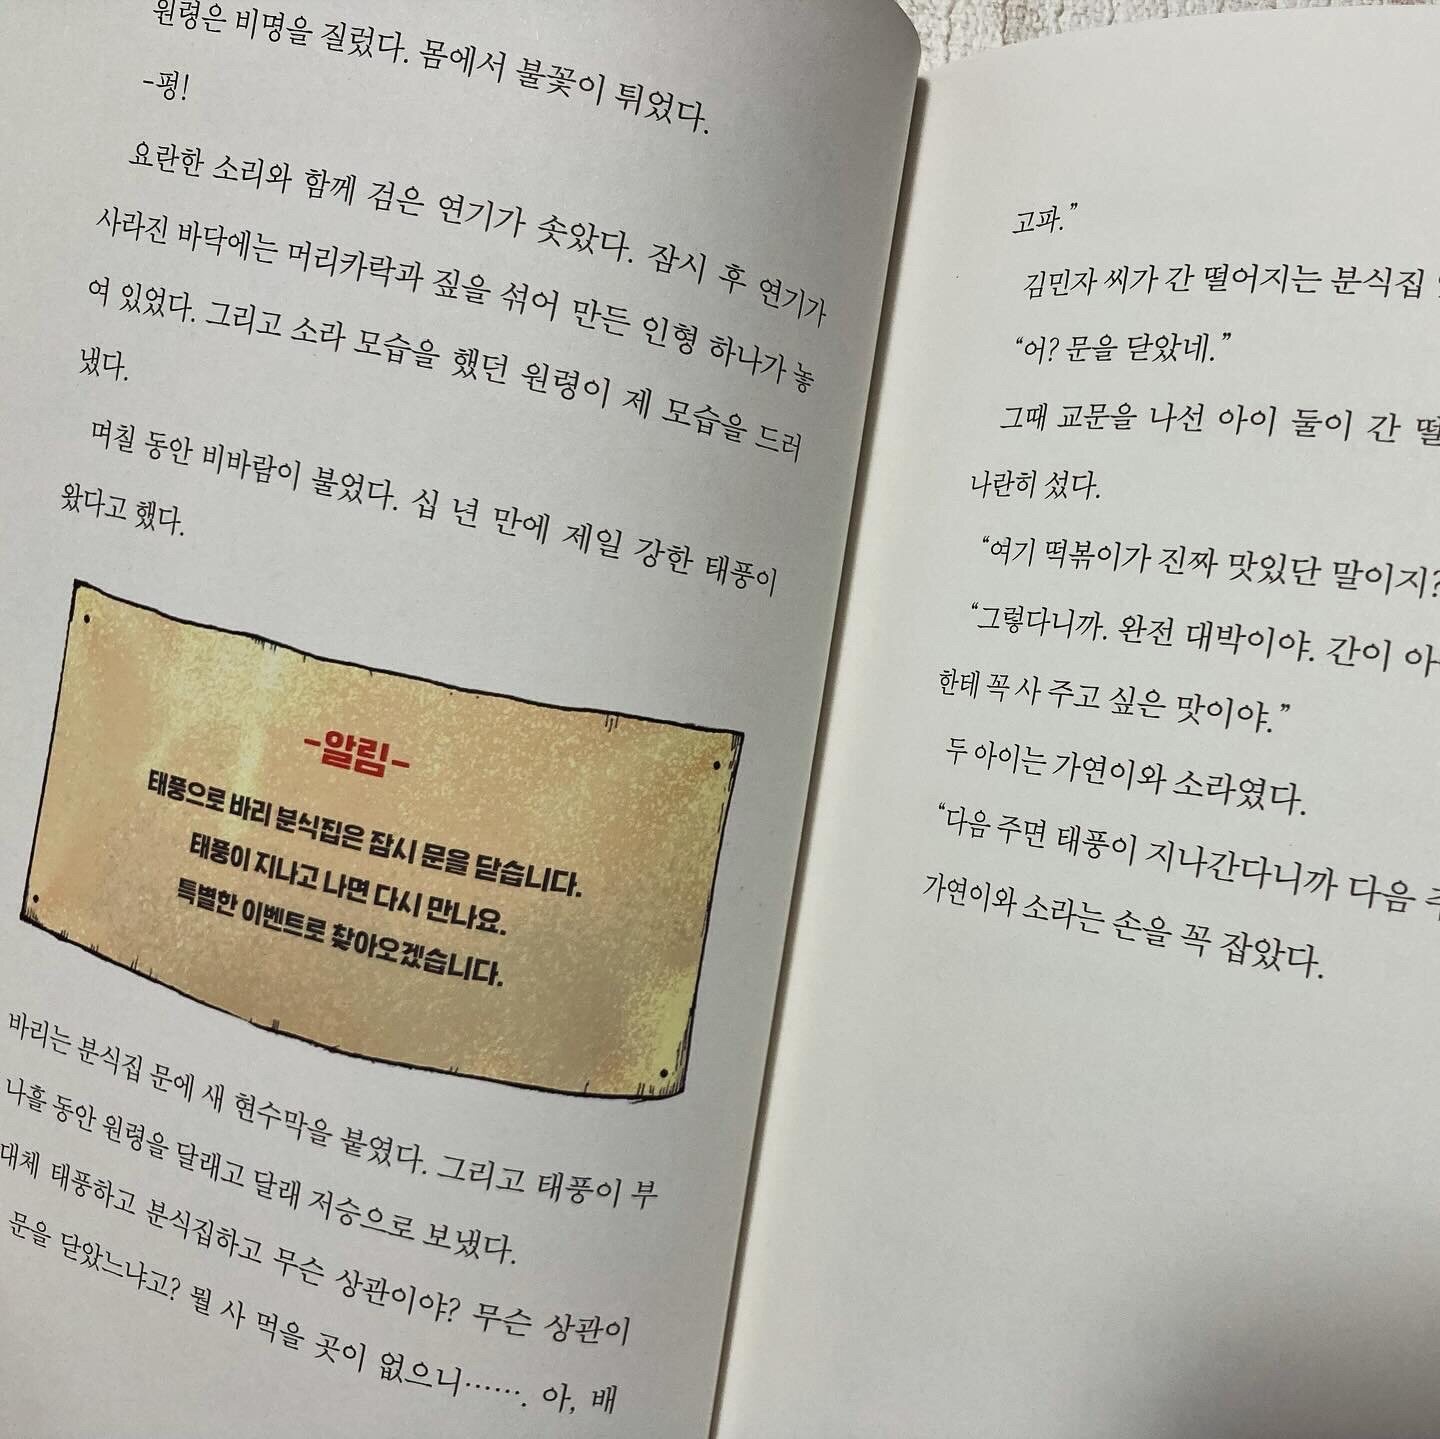 원령은 비명을 질렀다. 몸에서 불꽃이 튀었다.
-펑!
요란한 소리와 함께 검은 연기가 솟았다. 잠시 후 연기가
사라진 바닥에는 머리카락과 짚을 섞어 만든 인형 하나가 놓
여 있었다. 그리고 소라 모습을 했던 원령이 제 모습을 드러
냈다.
며칠 동안 비바람이 불었다. 십 년 만에 제일 강한 태풍이
왔다고 했다.
-알림-
태풍으로 바리 분식집은 잠시 문을 닫습니다.
태풍이 지나고 나면 다시 만나요.
특별한 이벤트로 찾아오겠습니다.
바리는 분식집 문에 새 현수막을 붙였다. 그리고 태풍이 부
나흘 동안 원령을 달래고 달래 저승으로 보냈다.
대체 태풍하고 분식집하고 무슨 상관이야? 무슨 상관이
문을 닫았느냐고? 뭘 사 먹을 곳이 없으니……. 아, 배
고파.”
김민자 씨가 간 떨어지는 분식집
“어? 문을 닫았네.”
그때 교문을 나선 아이 둘이 간 떨
나란히 섰다.
“여기 떡볶이가 진짜 맛있단 말이지?
“그렇다니까. 완전 대박이야. 간이 아
한테 꼭 사 주고 싶은 맛이야.”
두 아이는 가연이와 소라였다.
“다음 주면 태풍이 지나간다니까 다음
가연이와 소라는 손을 꼭 잡았다.